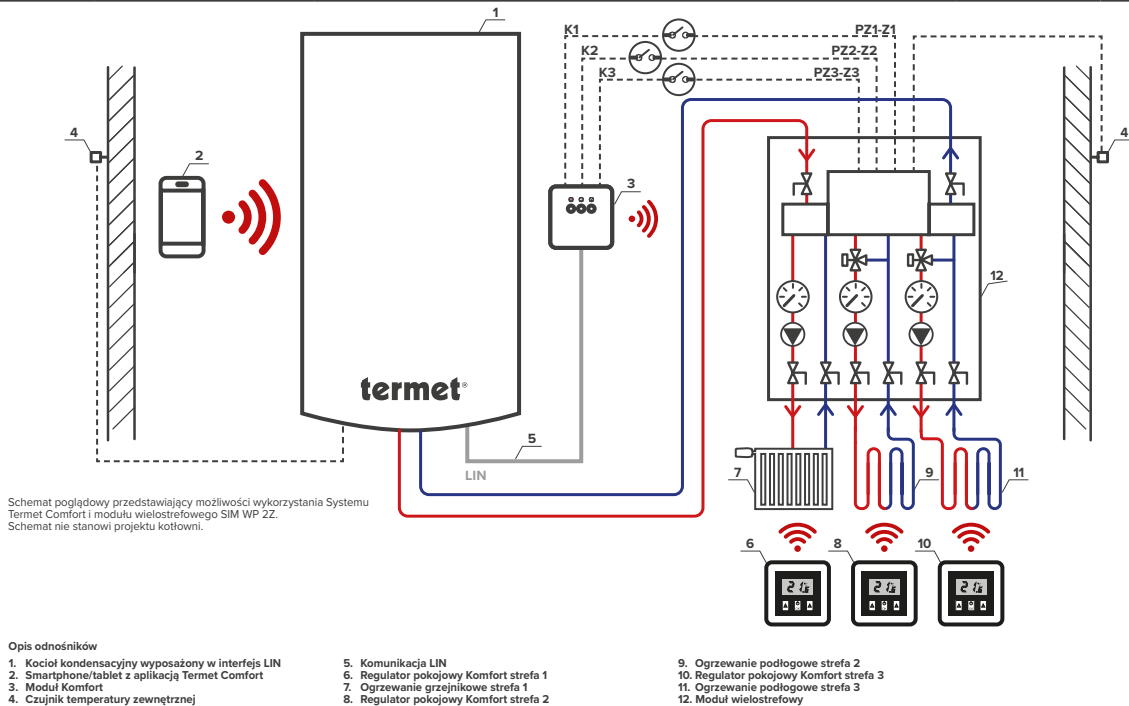 1
K1
PZ1-Z1
K2
PZ2-Z2
K3
PZ3-Z3
4
2
3
4
12
termet®
5
LIN
7
9
11
Schemat poglądowy przedstawiający możliwości wykorzystania Systemu
Termet Comfort i modułu wielostrefowego SIM WP 2Z.
Schemat nie stanowi projektu kotłowni.
6
8
10
Opis odnośników
1. Kocioł kondensacyjny wyposażony w interfejs LIN
2. Smartphone/tablet z aplikacją Termet Comfort
3. Moduł Komfort
4. Czujnik temperatury zewnętrznej
5. Komunikacja LIN
6. Regulator pokojowy Komfort strefa 1
7. Ogrzewanie grzejnikowe strefa 1
8. Regulator pokojowy Komfort strefa 2
9. Ogrzewanie podłogowe strefa 2
10. Regulator pokojowy Komfort strefa 3
11. Ogrzewanie podłogowe strefa 3
12. Moduł wielostrefowy